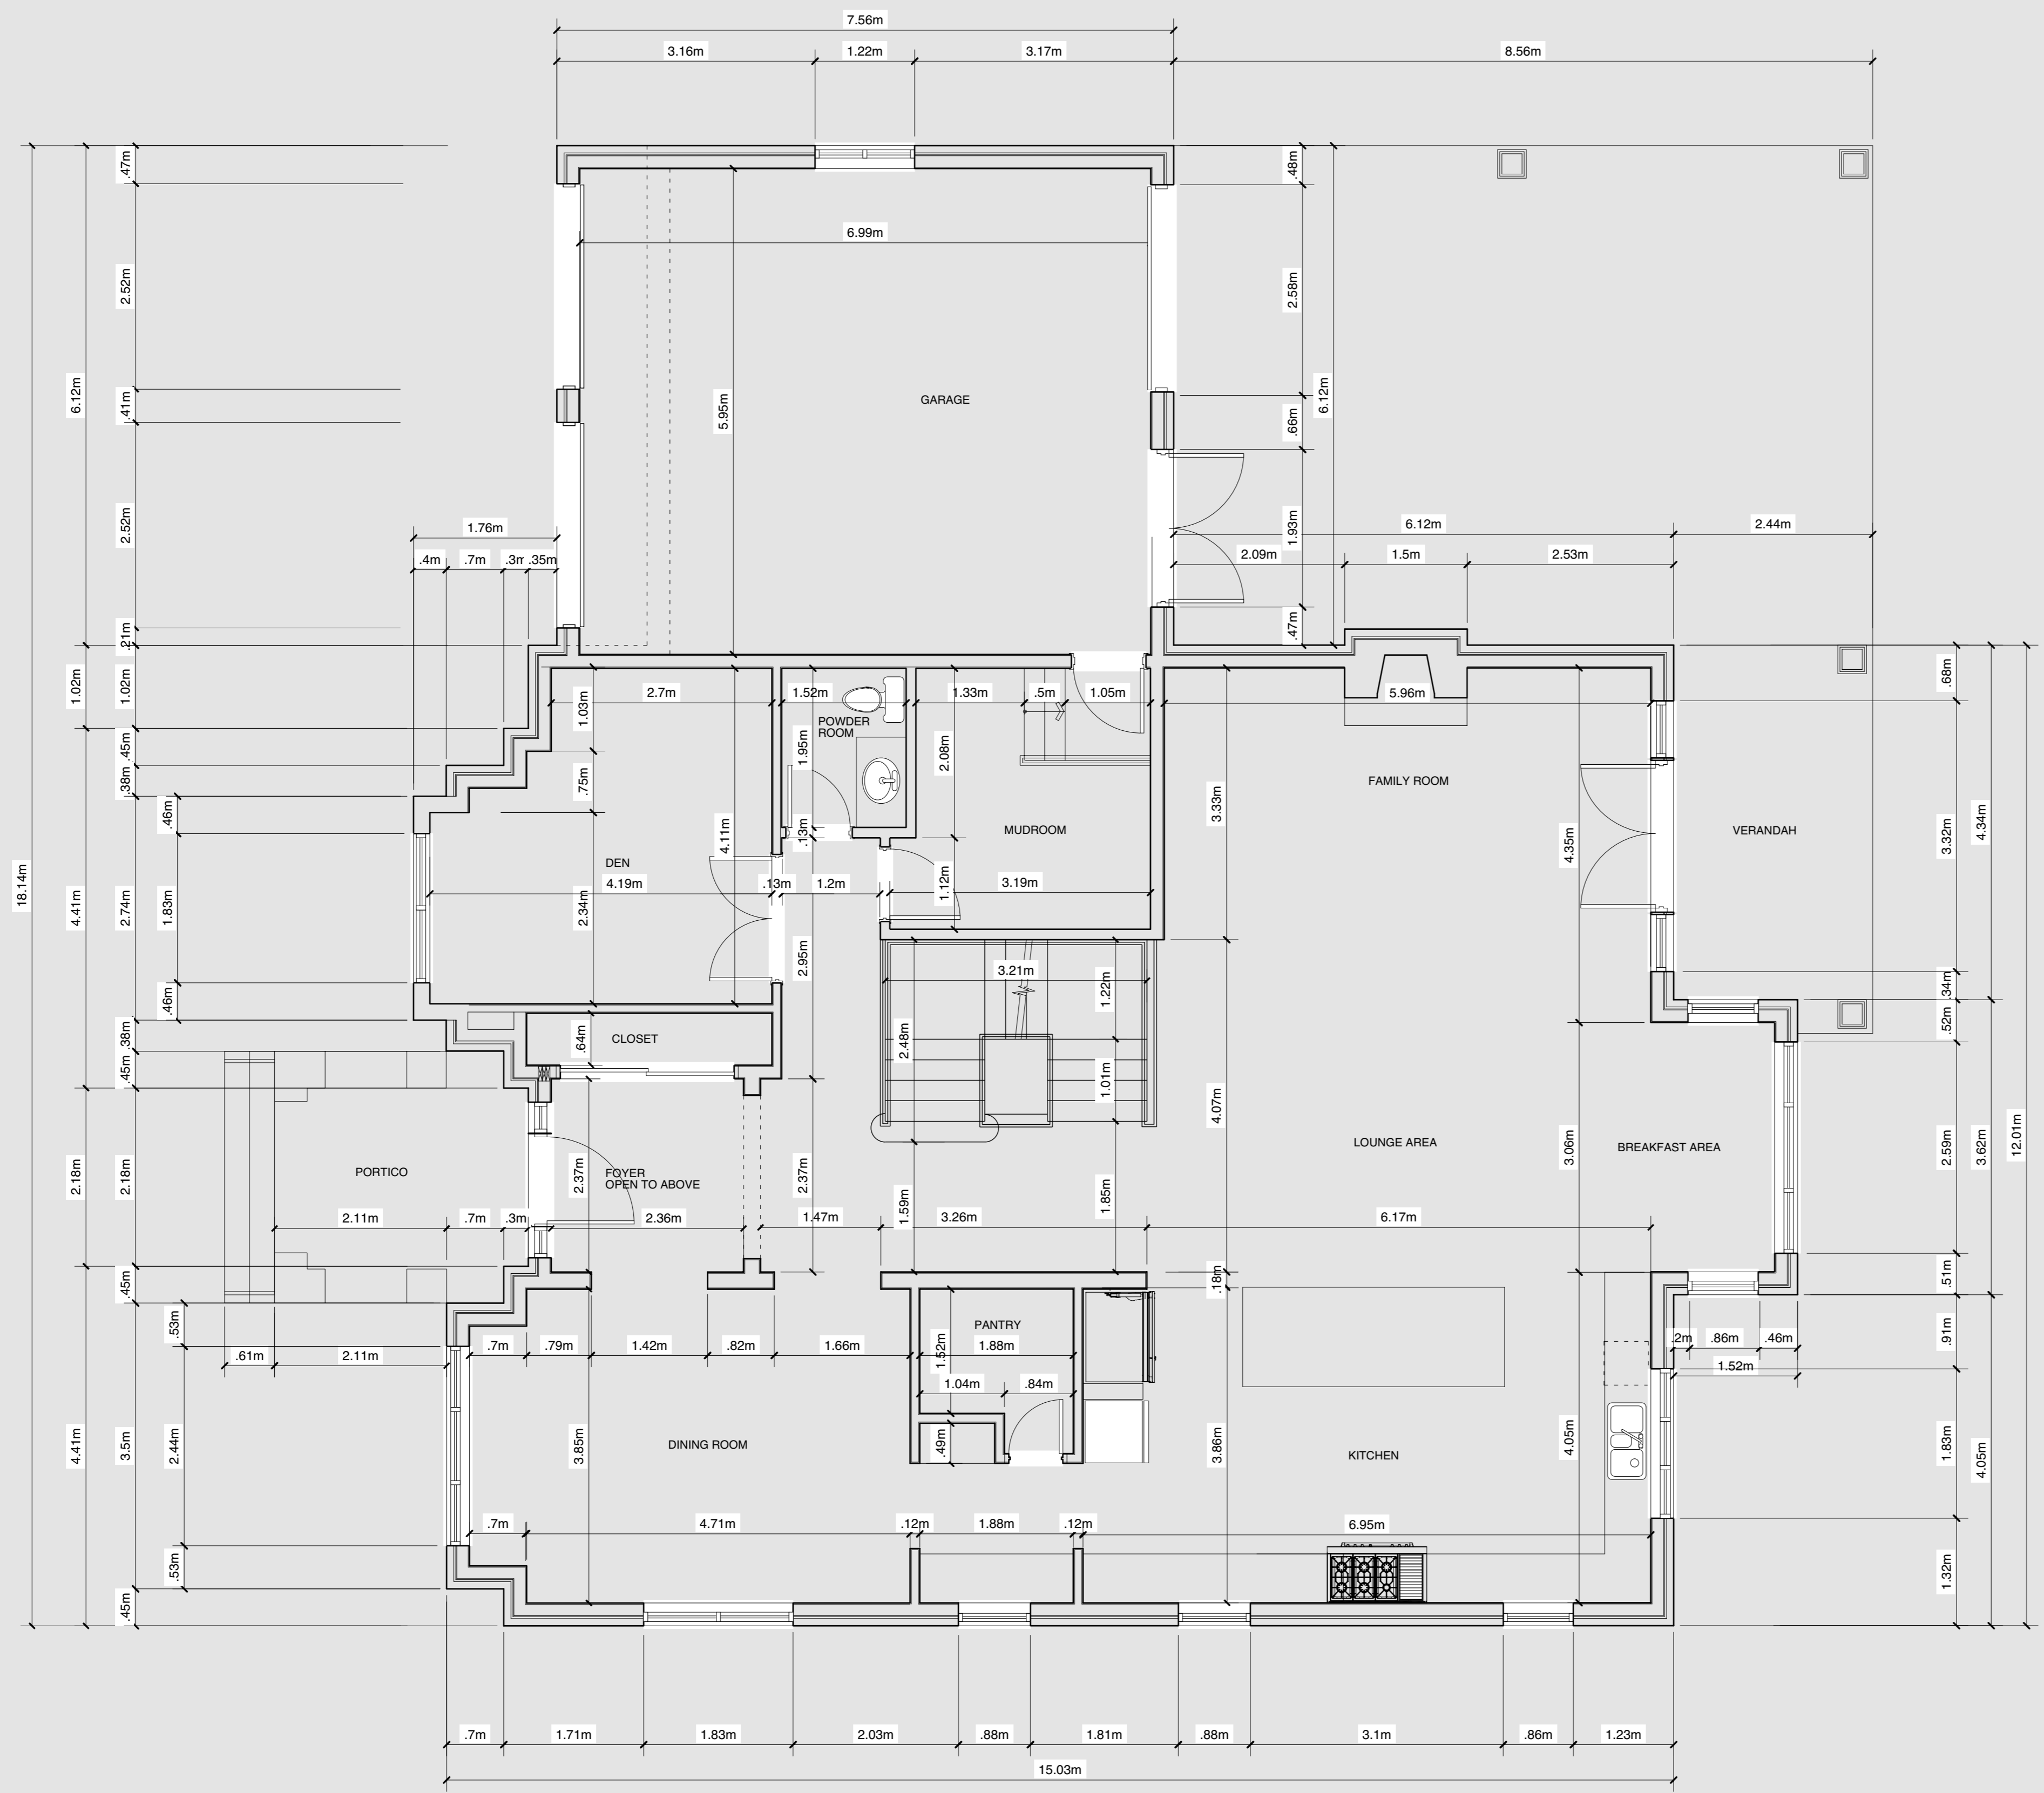 7.56m
3.16m 1.22m 3.17m 8.56m
.47m
.48m
6.99m
2.52m
2.58m
6.12m
.41m
5.95m
GARAGE
6.12m
.66m
2.52m
1.76m
1.93m
6.12m 2.44m
.4m .7m .3m .35m
2.09m 1.5m 2.53m
.21m
.47m
1.02m
1.02m
1.03m
2.7m 1.52m 1.33m .5m 1.05m 5.96m
.68m
POWDER
ROOM
.45m
1.95m
2.08m
.38m
.75m
FAMILY ROOM
.46m
3.33m
.13m
4.11m
MUDROOM
4.35m
VERANDAH
3.32m
4.34m
DEN
4.19m .13m 1.2m 3.19m
1.12m
18.14m
4.41m
2.74m
1.83m
2.34m
2.95m
3.21m
1.22m
.46m
.34m
.38m
.64m
CLOSET
2.48m
.52m
.45m
1.01m
4.07m
LOUNGE AREA
BREAKFAST AREA
3.06m
2.59m
3.62m
12.01m
PORTICO
2.18m
2.18m
2.37m
FOYER
OPEN TO ABOVE
2.37m
1.59m
1.85m
2.11m .7m .3m 2.36m 1.47m 3.26m 6.17m
.45m
.18m
.51m
.53m
PANTRY
.61m 2.11m
.7m .79m 1.42m .82m 1.66m 1.52m 1.88m
.2m .86m .46m
1.52m
.91m
1.04m .84m
4.41m
3.5m
2.44m
3.85m
DINING ROOM
.49m
3.86m
KITCHEN
4.05m
1.83m
4.05m
.7m 4.71m .12m 1.88m .12m 6.95m
.53m
1.32m
.45m
.7m 1.71m 1.83m 2.03m .88m 1.81m .88m 3.1m .86m 1.23m
15.03m